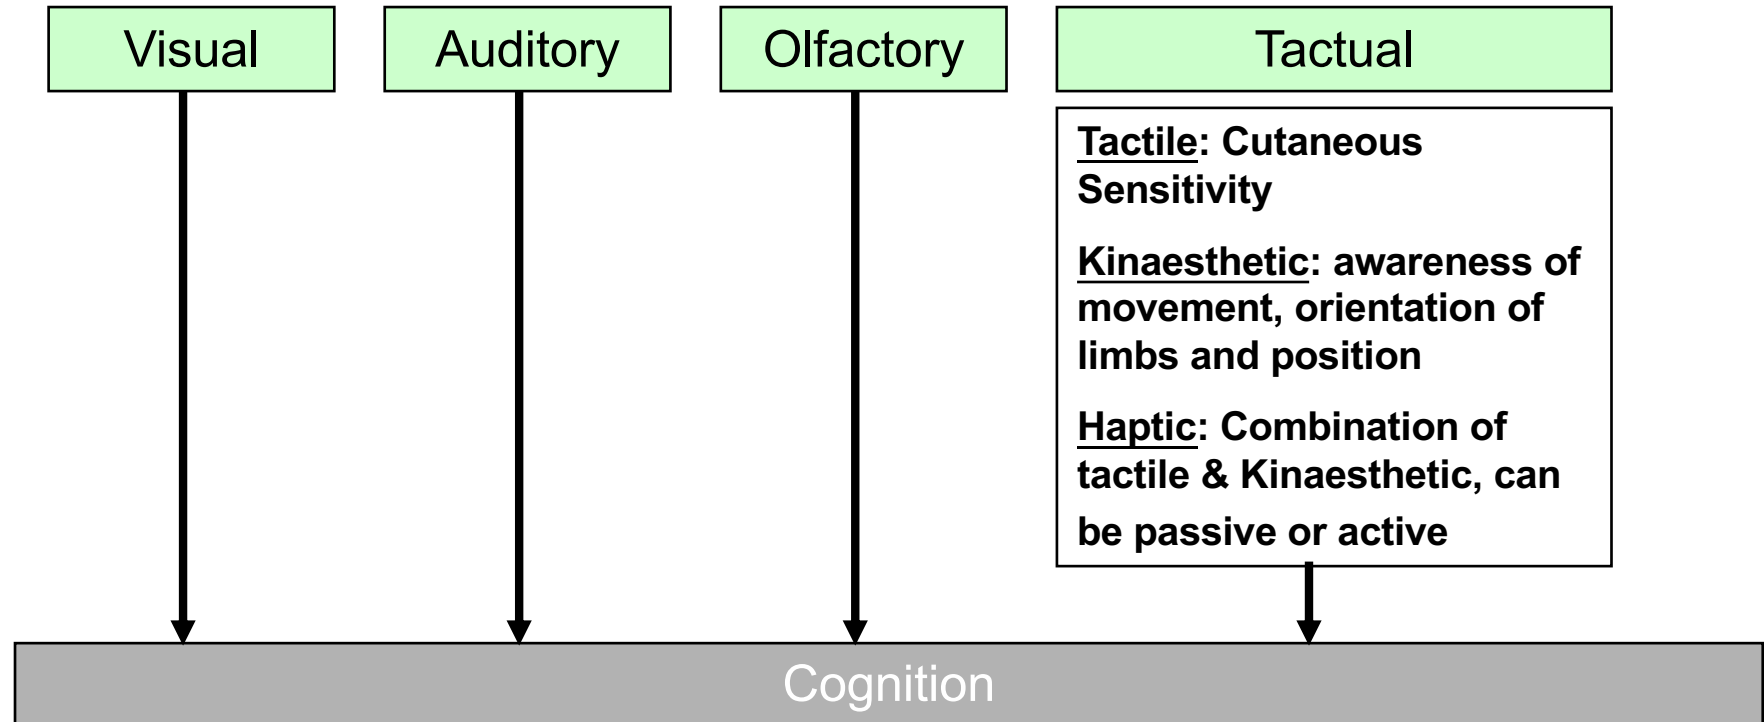 Visual
Auditory
Olfactory
Tactual
Tactile: Cutaneous
Sensitivity
Kinaesthetic: awareness of
movement, orientation of
limbs and position
Haptic: Combination of
tactile & Kinaesthetic, can
be passive or active
Cognition